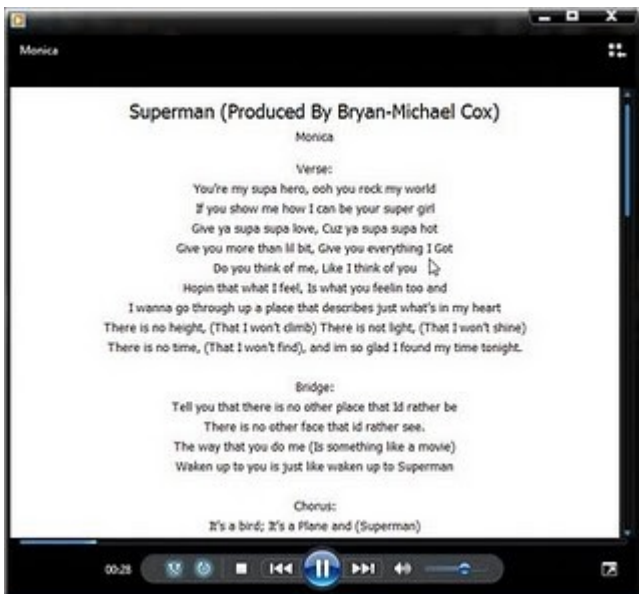 Monica
Superman (Produced By Bryan-Michael Cox)
Monica
Verse:
You're my supa hero, ooh you rock my world
If you show me how I can be your super girl
Give ya supa supa love, Cuz ya supa supa hot
Give you more than lil bit, Give you everything I Got
Do you think of me, Like I think of you
Hopin that what I feel, Is what you feelin too and
I wanna go through up a place that describes just what's in my heart
There is no height, (That I won't climb) There is not light, (That I won't shine)
There is no time, (That I won't find), and im so glad I found my time tonight.
Bridge:
Tell you that there is no other place that Id rather be
There is no other face that id rather see.
The way that you do me (Is something like a movie)
Waken up to you is just like waken up to Superman
Chorus:
It's a bird; It's a Plane and (Superman)
00:28